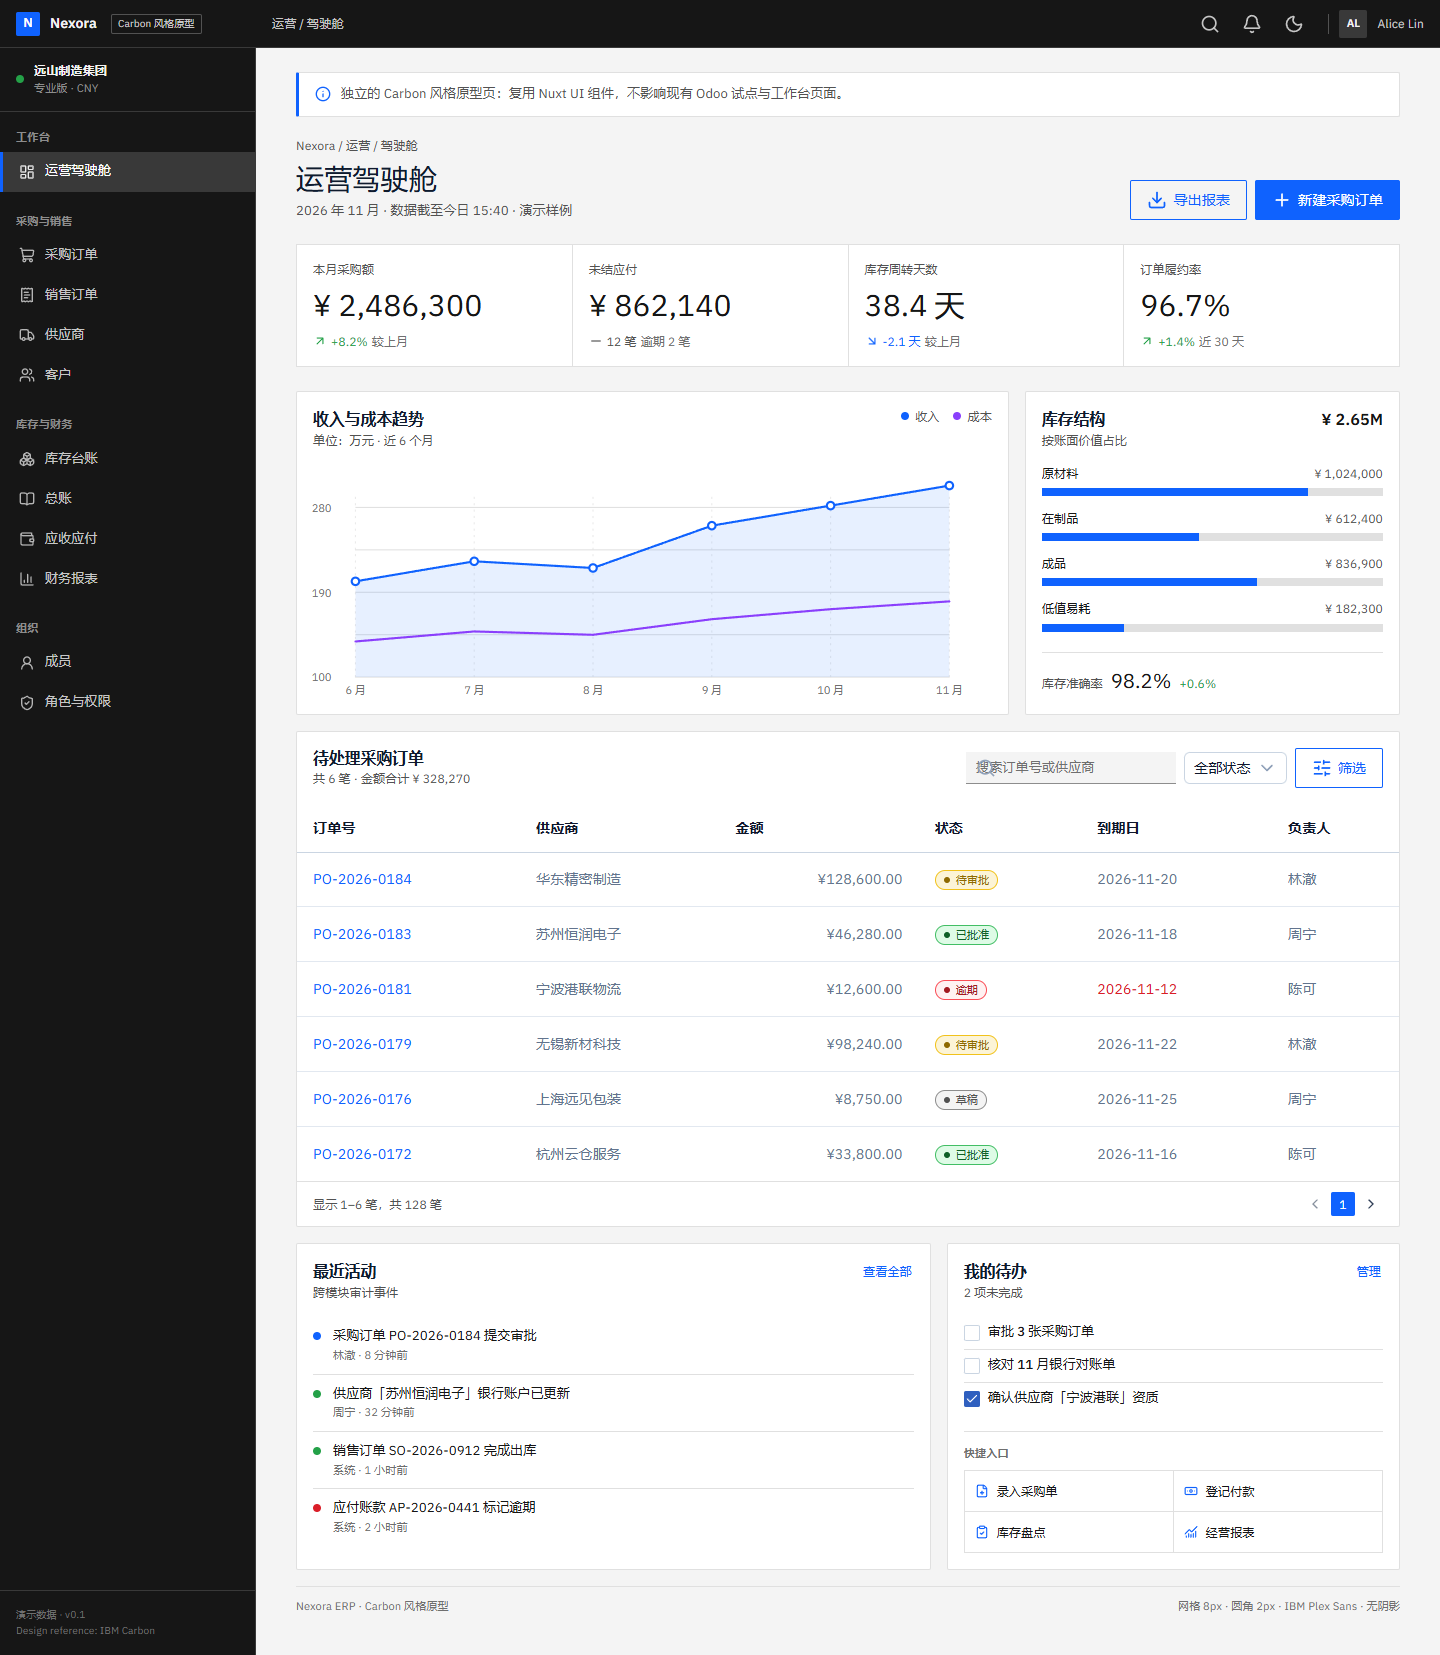 N Nexora Carbon 风格原型
运营 / 驾驶舱
AL Alice Lin
远山制造集团
专业版 · CNY
工作台
运营驾驶舱
采购与销售
采购订单
销售订单
供应商
客户
库存与财务
库存台账
总账
应收应付
财务报表
组织
成员
角色与权限
演示数据 · v0.1
Design reference: IBM Carbon
独立的 Carbon 风格原型页：复用 Nuxt UI 组件，不影响现有 Odoo 试点与工作台页面。
Nexora / 运营 / 驾驶舱
运营驾驶舱
2026 年 11 月 · 数据截至今日 15:40 · 演示样例
导出报表
新建采购订单
本月采购额
¥ 2,486,300
+8.2% 较上月
未结应付
¥ 862,140
12 笔 逾期 2 笔
库存周转天数
38.4 天
-2.1 天 较上月
订单履约率
96.7%
+1.4% 近 30 天
收入与成本趋势
单位：万元 · 近 6 个月
收入 成本
280
190
100
6 月 7 月 8 月 9 月 10 月 11 月
库存结构 ¥ 2.65M
按账面价值占比
原材料 ¥ 1,024,000
在制品 ¥ 612,400
成品 ¥ 836,900
低值易耗 ¥ 182,300
库存准确率 98.2% +0.6%
待处理采购订单
共 6 笔 · 金额合计 ¥ 328,270
搜索订单号或供应商
全部状态
筛选
订单号 供应商 金额 状态 到期日 负责人
PO-2026-0184 华东精密制造 ¥128,600.00 待审批 2026-11-20 林澈
PO-2026-0183 苏州恒润电子 ¥46,280.00 已批准 2026-11-18 周宁
PO-2026-0181 宁波港联物流 ¥12,600.00 逾期 2026-11-12 陈可
PO-2026-0179 无锡新材科技 ¥98,240.00 待审批 2026-11-22 林澈
PO-2026-0176 上海远见包装 ¥8,750.00 草稿 2026-11-25 周宁
PO-2026-0172 杭州云仓服务 ¥33,800.00 已批准 2026-11-16 陈可
显示 1–6 笔，共 128 笔
1
最近活动 查看全部
跨模块审计事件
采购订单 PO-2026-0184 提交审批
林澈 · 8 分钟前
供应商「苏州恒润电子」银行账户已更新
周宁 · 32 分钟前
销售订单 SO-2026-0912 完成出库
系统 · 1 小时前
应付账款 AP-2026-0441 标记逾期
系统 · 2 小时前
我的待办 管理
2 项未完成
审批 3 张采购订单
核对 11 月银行对账单
确认供应商「宁波港联」资质
快捷入口
录入采购单
登记付款
库存盘点
经营报表
Nexora ERP · Carbon 风格原型
网格 8px · 圆角 2px · IBM Plex Sans · 无阴影